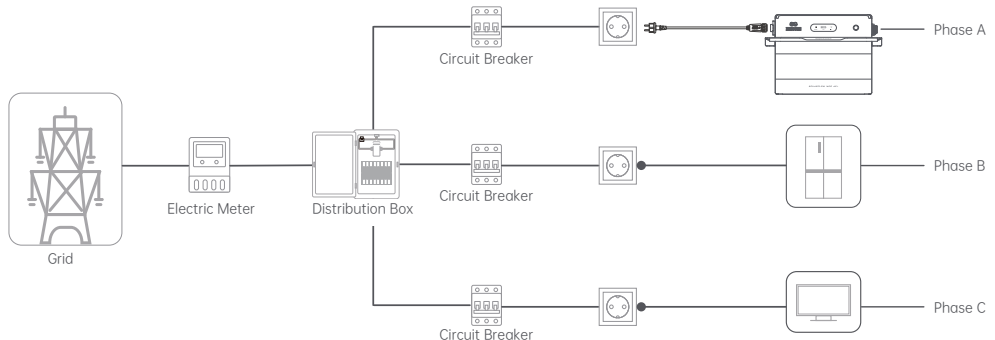 Circuit Breaker
Phase A
Electric Meter
Distribution Box
Circuit Breaker
Phase B
Grid
Circuit Breaker
Phase C